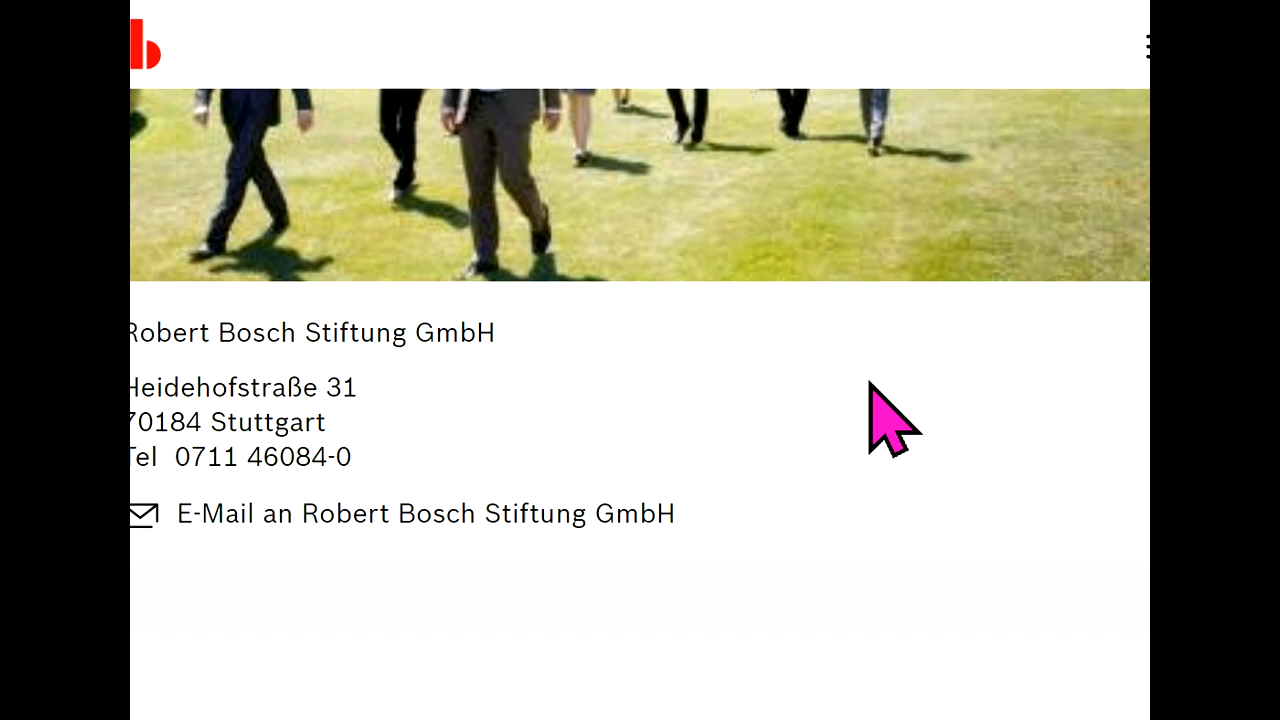 Robert Bosch Stiftung GmbH
Heidehofstraße 31
70184 Stuttgart
Tel 0711 46084-0
E-Mail an Robert Bosch Stiftung GmbH